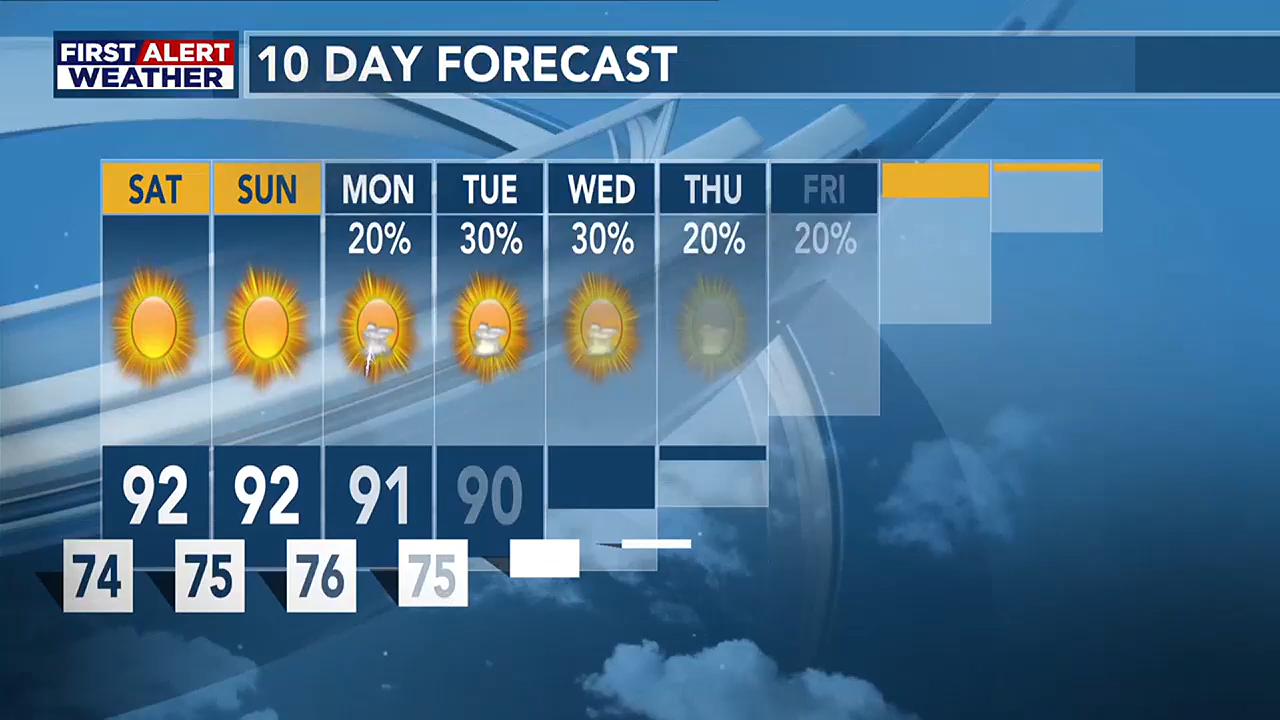 FIRST ALERT
WEATHER
10 DAY FORECAST
SAT SUN MON TUE WED THU FRI
20% 30% 30% 20% 20%
92 92 91 90
74 75 76 75